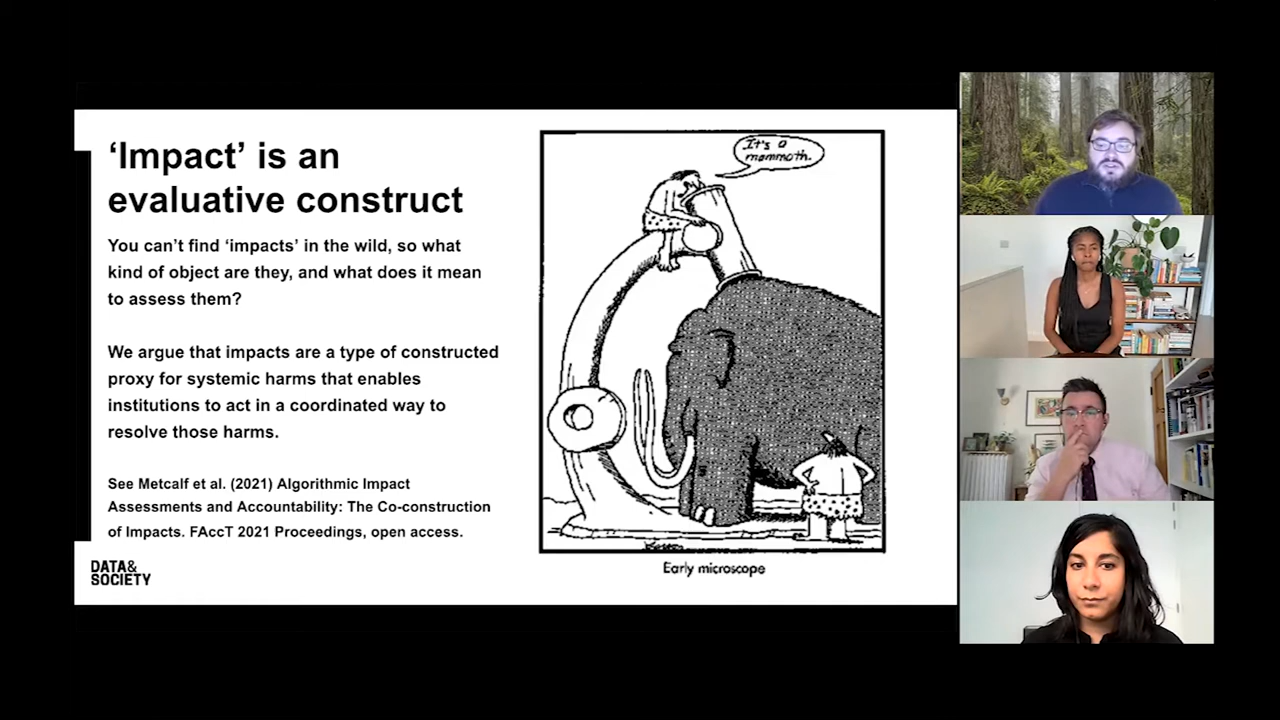 ‘Impact’ is an
evaluative construct
You can’t find ‘impacts’ in the wild, so what
kind of object are they, and what does it mean
to assess them?
We argue that impacts are a type of constructed
proxy for systemic harms that enables
institutions to act in a coordinated way to
resolve those harms.
See Metcalf et al. (2021) Algorithmic Impact
Assessments and Accountability: The Co-construction
of Impacts. FAccT 2021 Proceedings, open access.
DATA&
SOCIETY
It's a
mammoth.
Early microscope